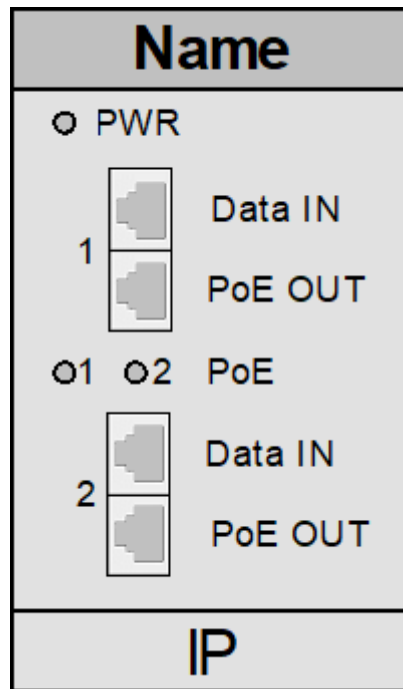 Name
PWR
1
Data IN
PoE OUT
1 2 PoE
2
Data IN
PoE OUT
IP